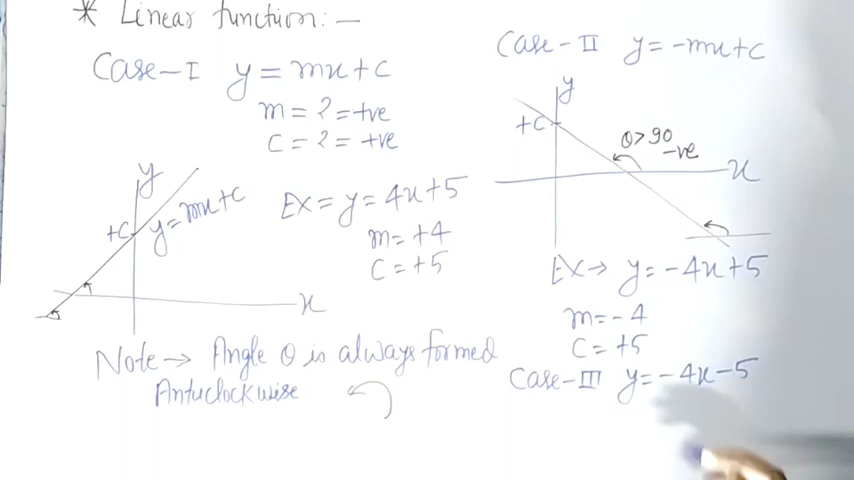 * Linear function:-
Case-I y=mx+c
m=?=+ve
c=?=+ve
y
+C
y=mx+c
x
EX= y=4x+5
m=+4
c=+5
Note→ Angle θ is always formed
Antuclockwise
Case-II y=-mx+c
y
+C
θ>90
-ve
x
EX→ y=-4x+5
m=-4
c=+5
Case-III y=-4x-5